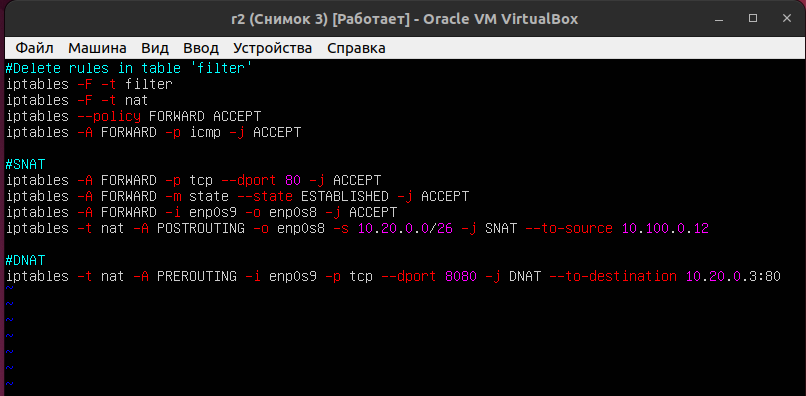 r2 (Снимок 3) [Работает] - Oracle VM VirtualBox
Файл Машина Вид Ввод Устройства Справка
#Delete rules in table 'filter'
iptables -F -t filter
iptables -F -t nat
iptables --policy FORWARD ACCEPT
iptables -A FORWARD -p icmp -j ACCEPT
#SNAT
iptables -A FORWARD -p tcp --dport 80 -j ACCEPT
iptables -A FORWARD -m state --state ESTABLISHED -j ACCEPT
iptables -A FORWARD -i enp0s9 -o enp0s8 -j ACCEPT
iptables -t nat -A POSTROUTING -o enp0s8 -s 10.20.0.0/26 -j SNAT --to-source 10.100.0.12
#DNAT
iptables -t nat -A PREROUTING -i enp0s9 -p tcp --dport 8080 -j DNAT --to-destination 10.20.0.3:80
~
~
~
~
~
~
~